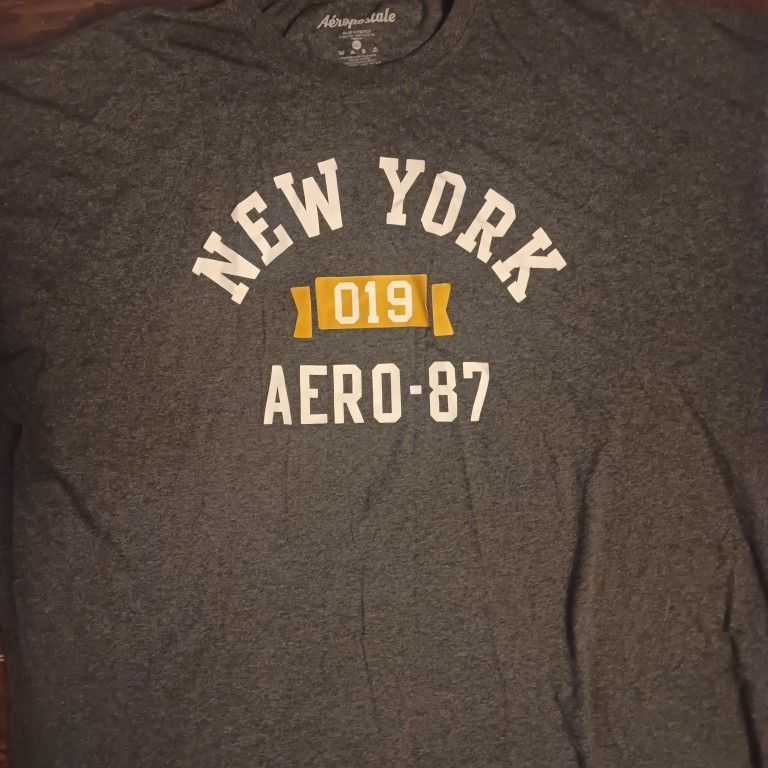 Aéropostale
NEW YORK
019
AERO-87